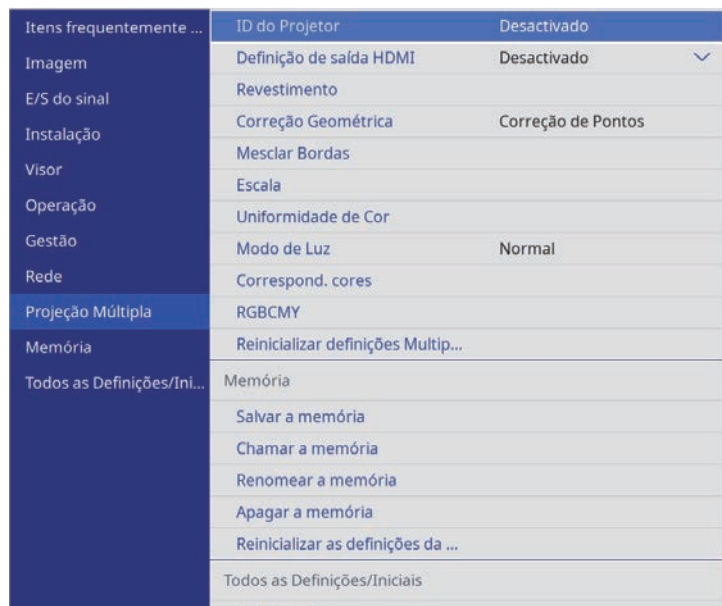 Itens frequentemente ...
Imagem
E/S do sinal
Instalação
Visor
Operação
Gestão
Rede
Projeção Múltipla
Memória
Todos as Definições/Ini...
ID do Projetor Desactivado
Definição de saída HDMI Desactivado
Revestimento
Correção Geométrica Correção de Pontos
Mesclar Bordas
Escala
Uniformidade de Cor
Modo de Luz Normal
Correspond. cores
RGBCMY
Reinicializar definições Multip...
Memória
Salvar a memória
Chamar a memória
Renomear a memória
Apagar a memória
Reinicializar as definições da ...
Todos as Definições/Iniciais